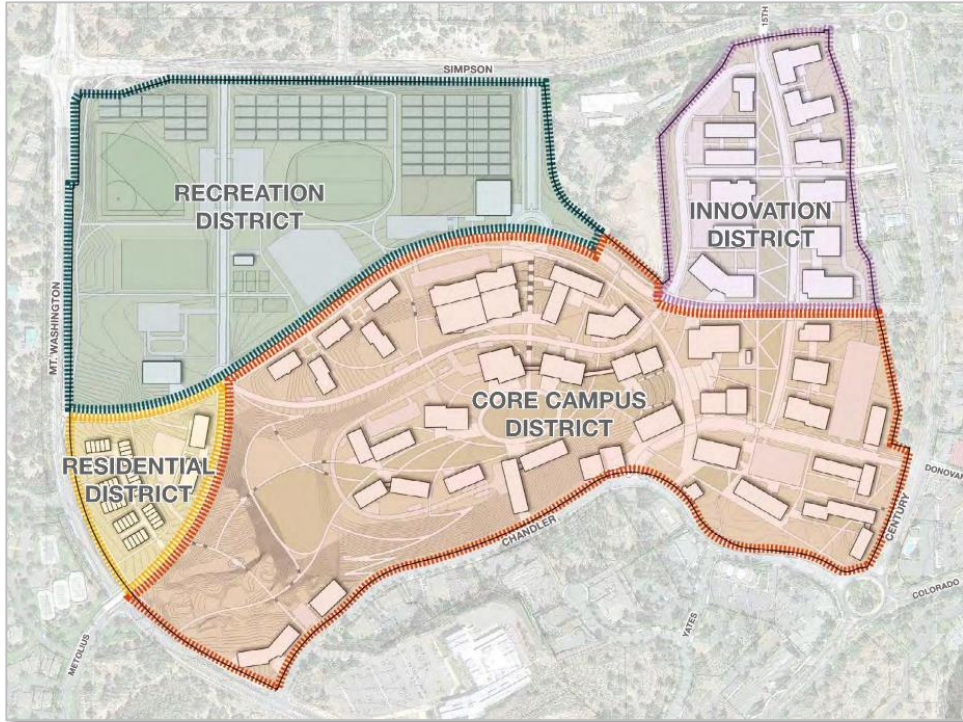 15TH
SIMPSON
RECREATION
DISTRICT
INNOVATION
DISTRICT
MT. WASHINGTON
CORE CAMPUS
DISTRICT
RESIDENTIAL
DISTRICT
DONOVAN
CENTURY
CHANDLER
COLORADO
YATES
METOLIUS